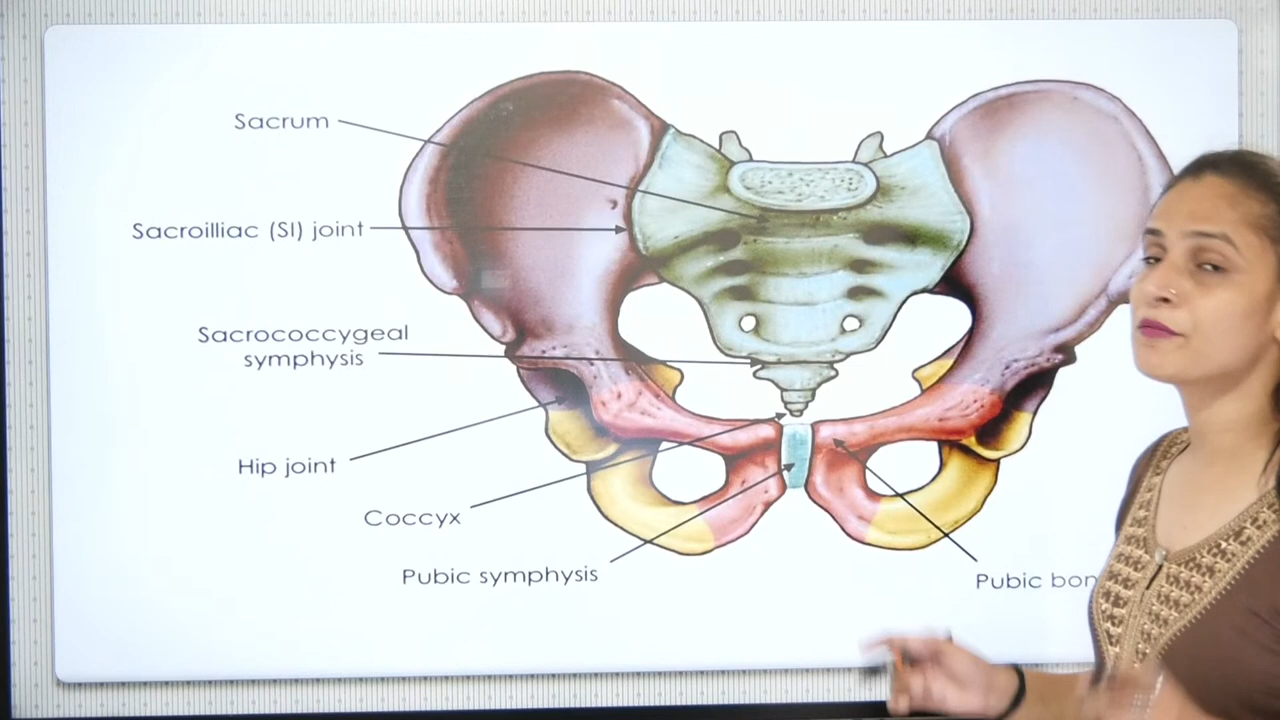 Sacrum
Sacroilliac (SI) joint
Sacrococcygeal
symphysis
Hip joint
Coccyx
Pubic symphysis
Pubic bon